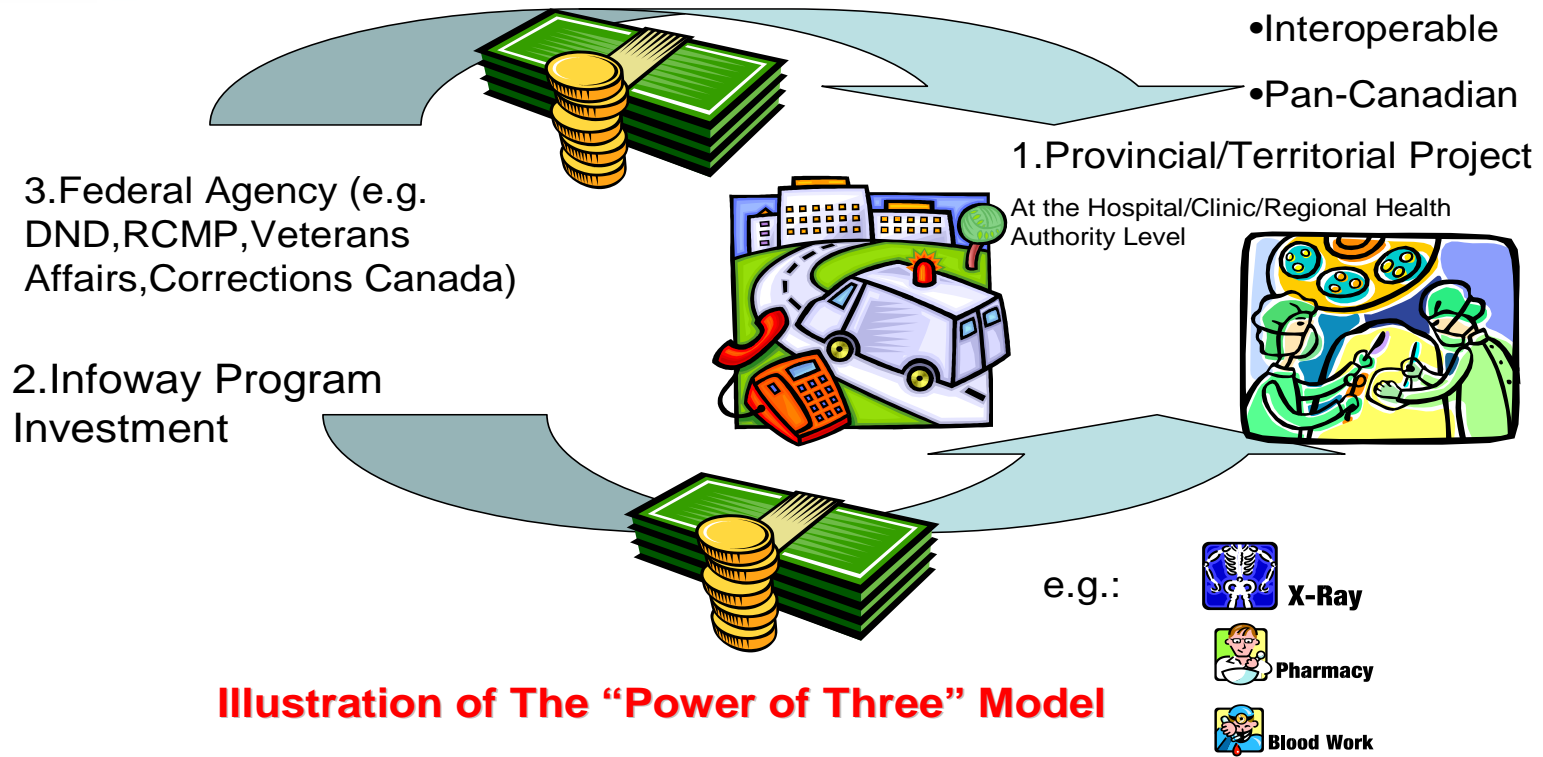 •Interoperable
•Pan-Canadian
1.Provincial/Territorial Project
At the Hospital/Clinic/Regional Health
Authority Level
3.Federal Agency (e.g.
DND,RCMP,Veterans
Affairs,Corrections Canada)
2.Infoway Program
Investment
e.g.:
X-Ray
Pharmacy
Blood Work
Illustration of The “Power of Three” Model